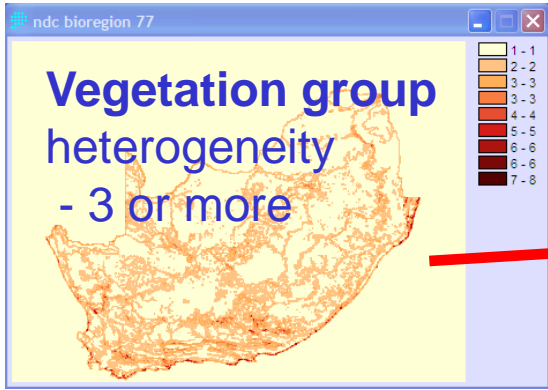 ndc bioregion 77
Vegetation group
heterogeneity
- 3 or more
1 - 1
2 - 2
3 - 3
3 - 3
4 - 4
5 - 5
6 - 6
6 - 6
7 - 8